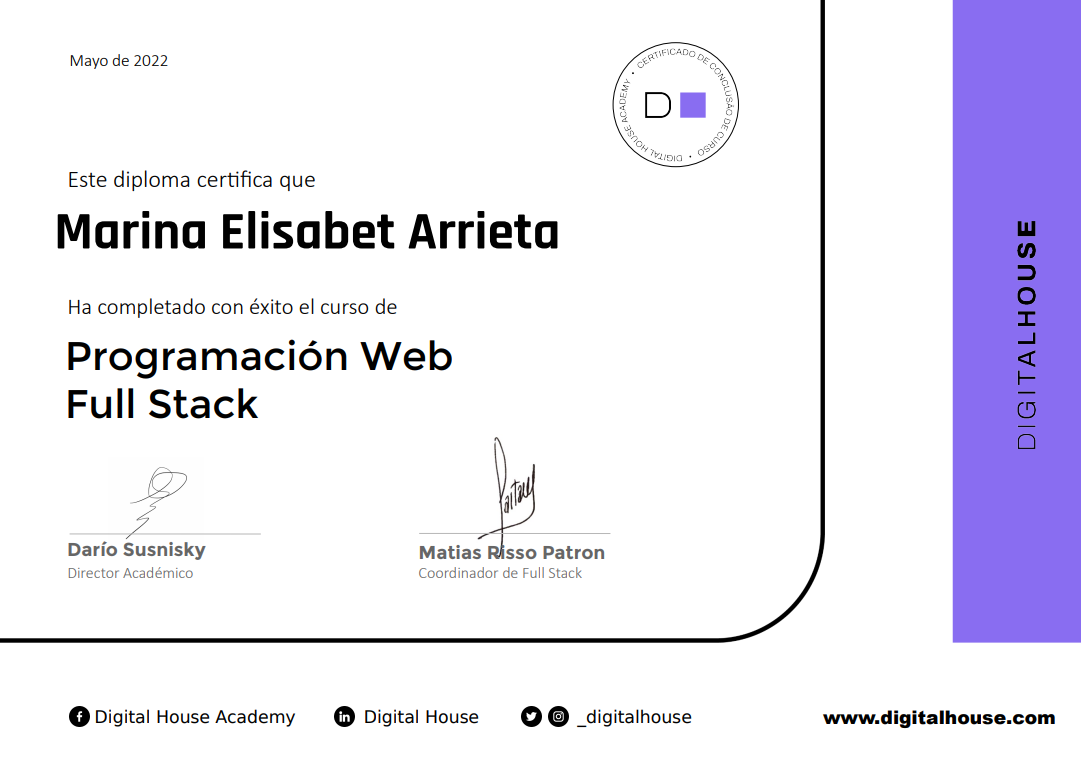 Mayo de 2022
CERTIFICADO DE CONCLUSÃO DE CURSO • DIGITAL HOUSE ACADEMY •
D
Este diploma certifica que
Marina Elisabet Arrieta
Ha completado con éxito el curso de
Programación Web
Full Stack
Darío Susnisky
Director Académico
Matias Risso Patron
Coordinador de Full Stack
DIGITALHOUSE
Digital House Academy
Digital House
_digitalhouse
www.digitalhouse.com